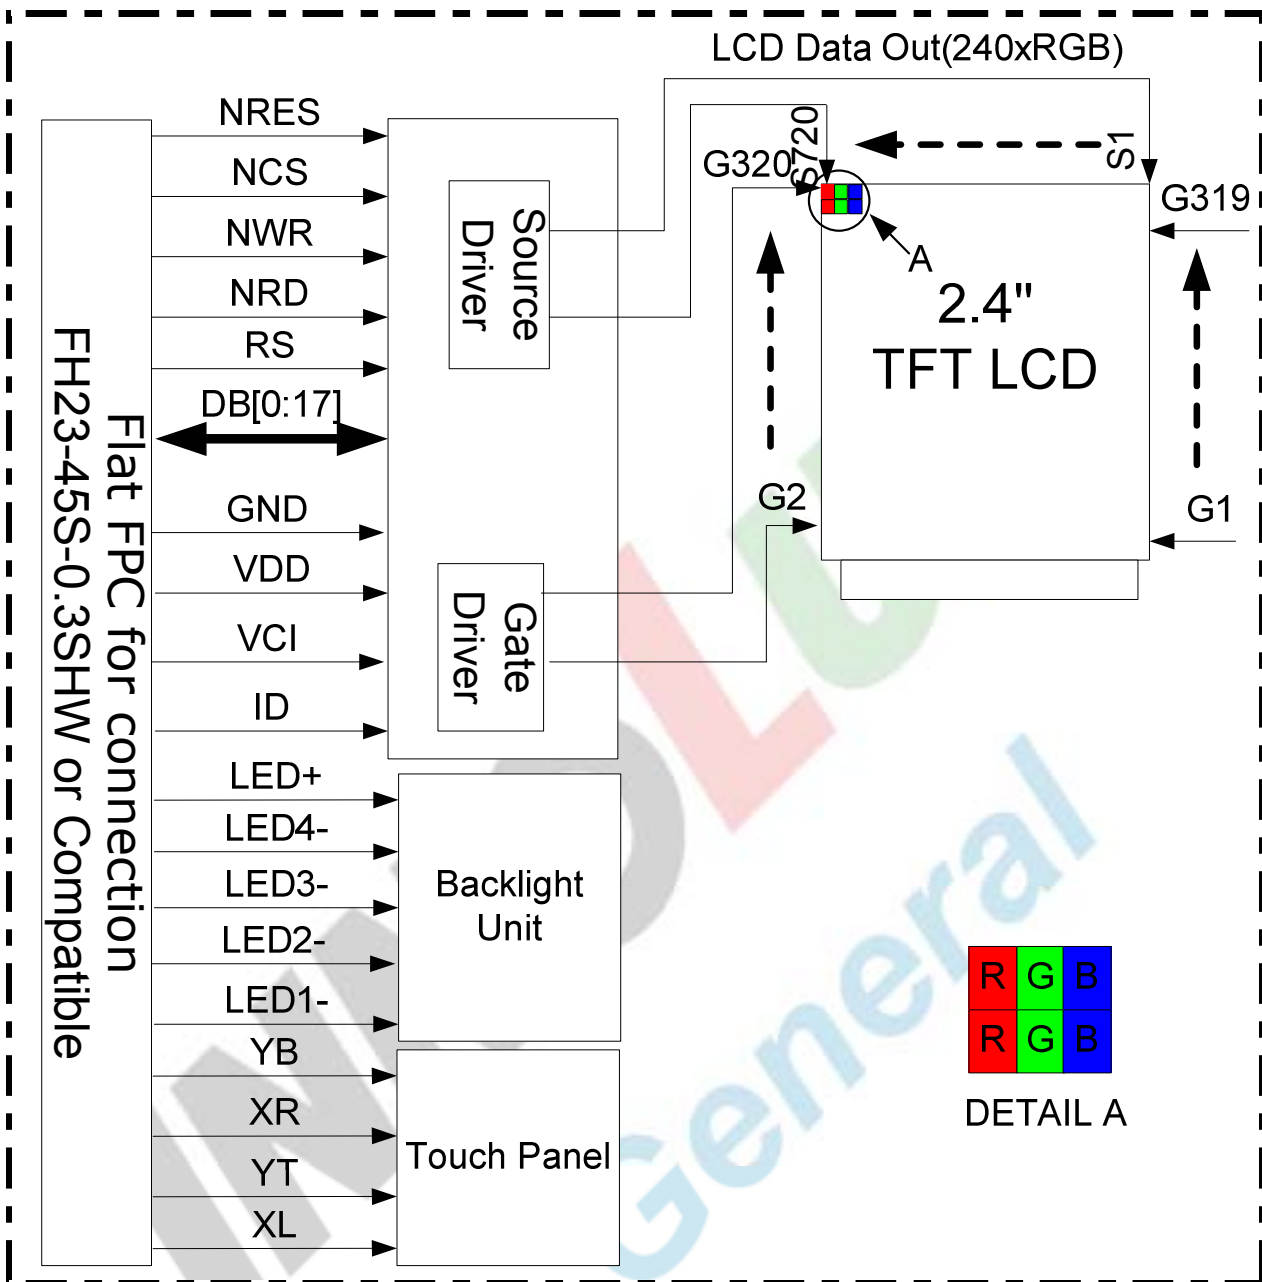 LCD Data Out(240xRGB)
NRES
NCS
NWR
NRD
RS
DB[0:17]
GND
VDD
VCI
ID
LED+
LED4-
LED3-
LED2-
LED1-
YB
XR
YT
XL
Flat FPC for connection
FH23-45S-0.3SHW or Compatible
Source
Driver
Gate
Driver
Backlight
Unit
Touch Panel
G320
S720
S1
G319
A
2.4"
TFT LCD
G2
G1
R G B
R G B
DETAIL A
INNOLUX
General